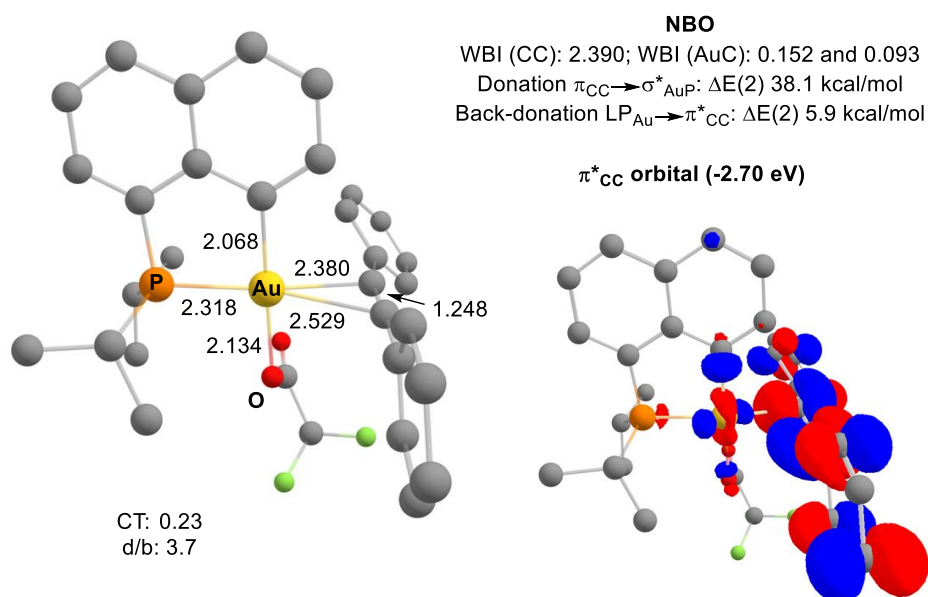 NBO
WBI (CC): 2.390; WBI (AuC): 0.152 and 0.093
Donation πCC→σ*AuP: ΔE(2) 38.1 kcal/mol
Back-donation LPAu→π*CC: ΔE(2) 5.9 kcal/mol
π*CC orbital (-2.70 eV)
2.068
2.380
P
Au
1.248
2.318
2.529
2.134
O
CT: 0.23
d/b: 3.7